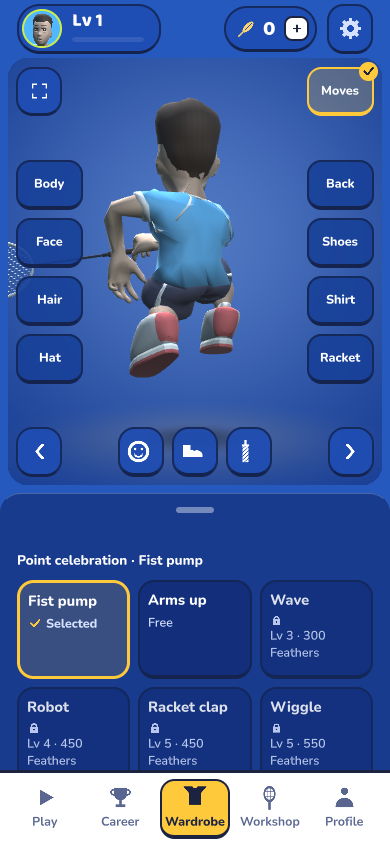 Lv 1
0
+
Moves
Body
Back
Face
Shoes
Hair
Shirt
Hat
Racket
Point celebration · Fist pump
Fist pump
Selected
Arms up
Free
Wave
Lv 3 · 300
Feathers
Robot
Lv 4 · 450
Feathers
Racket clap
Lv 5 · 450
Feathers
Wiggle
Lv 5 · 550
Feathers
Play
Career
Wardrobe
Workshop
Profile